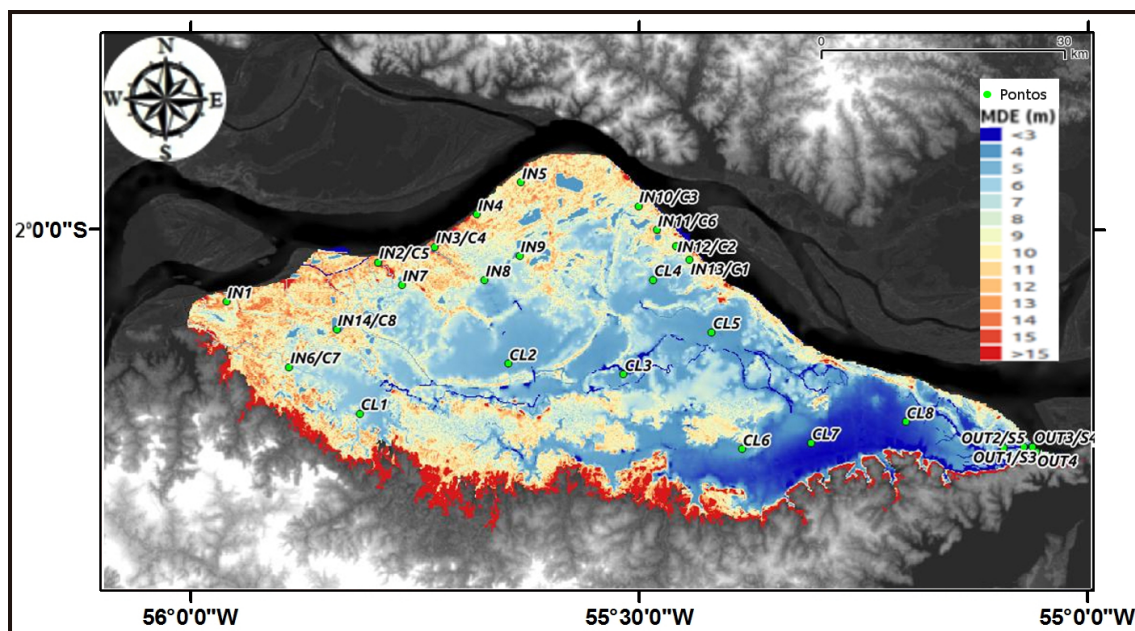 N
W E
S
0 30
km
Pontos
MDE (m)
<3
4
5
6
7
8
9
10
11
12
13
14
15
>15
2°0'0"S
IN5
IN10/C3
IN4
IN11/C6
IN3/C4
IN12/C2
IN9
IN2/C5
IN13/C1
IN7
IN8
CL4
IN1
IN14/C8
CL5
CL2
IN6/C7
CL3
CL1
CL8
CL7
CL6
OUT2/S5
OUT3/S4
OUT1/S3
OUT4
56°0'0"W
55°30'0"W
55°0'0"W